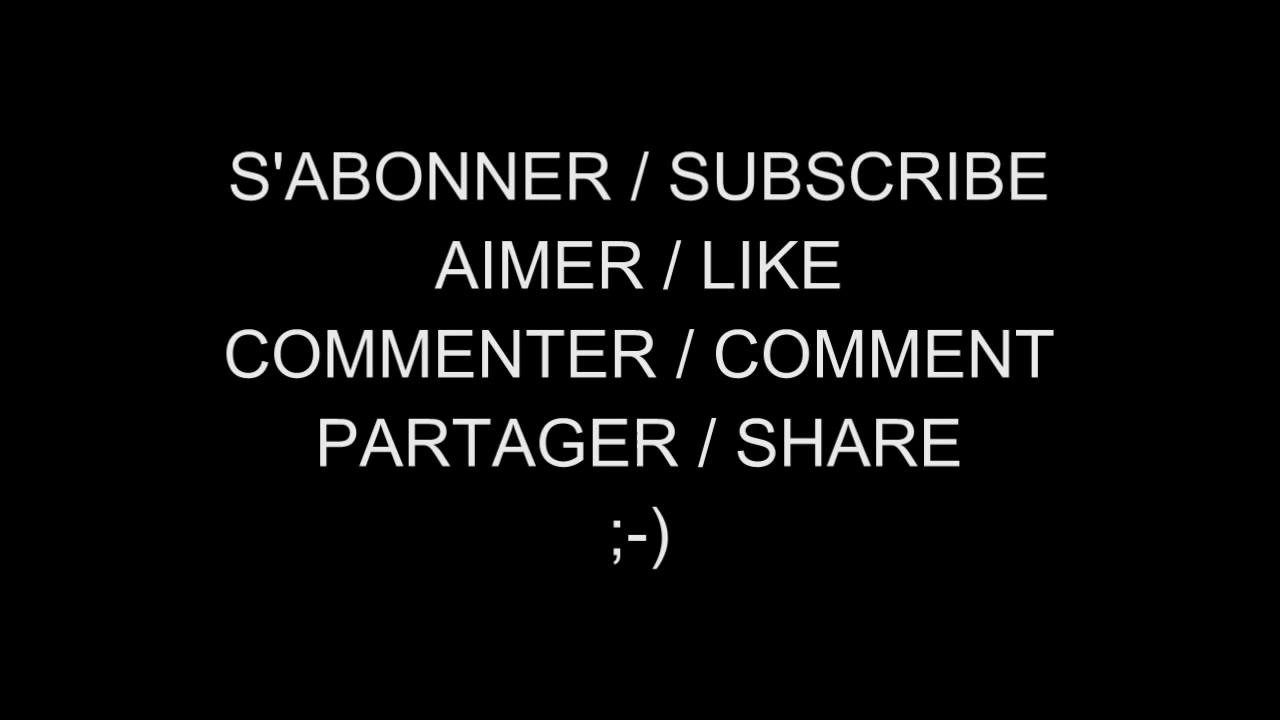 S'ABONNER / SUBSCRIBE
AIMER / LIKE
COMMENTER / COMMENT
PARTAGER / SHARE
;-)